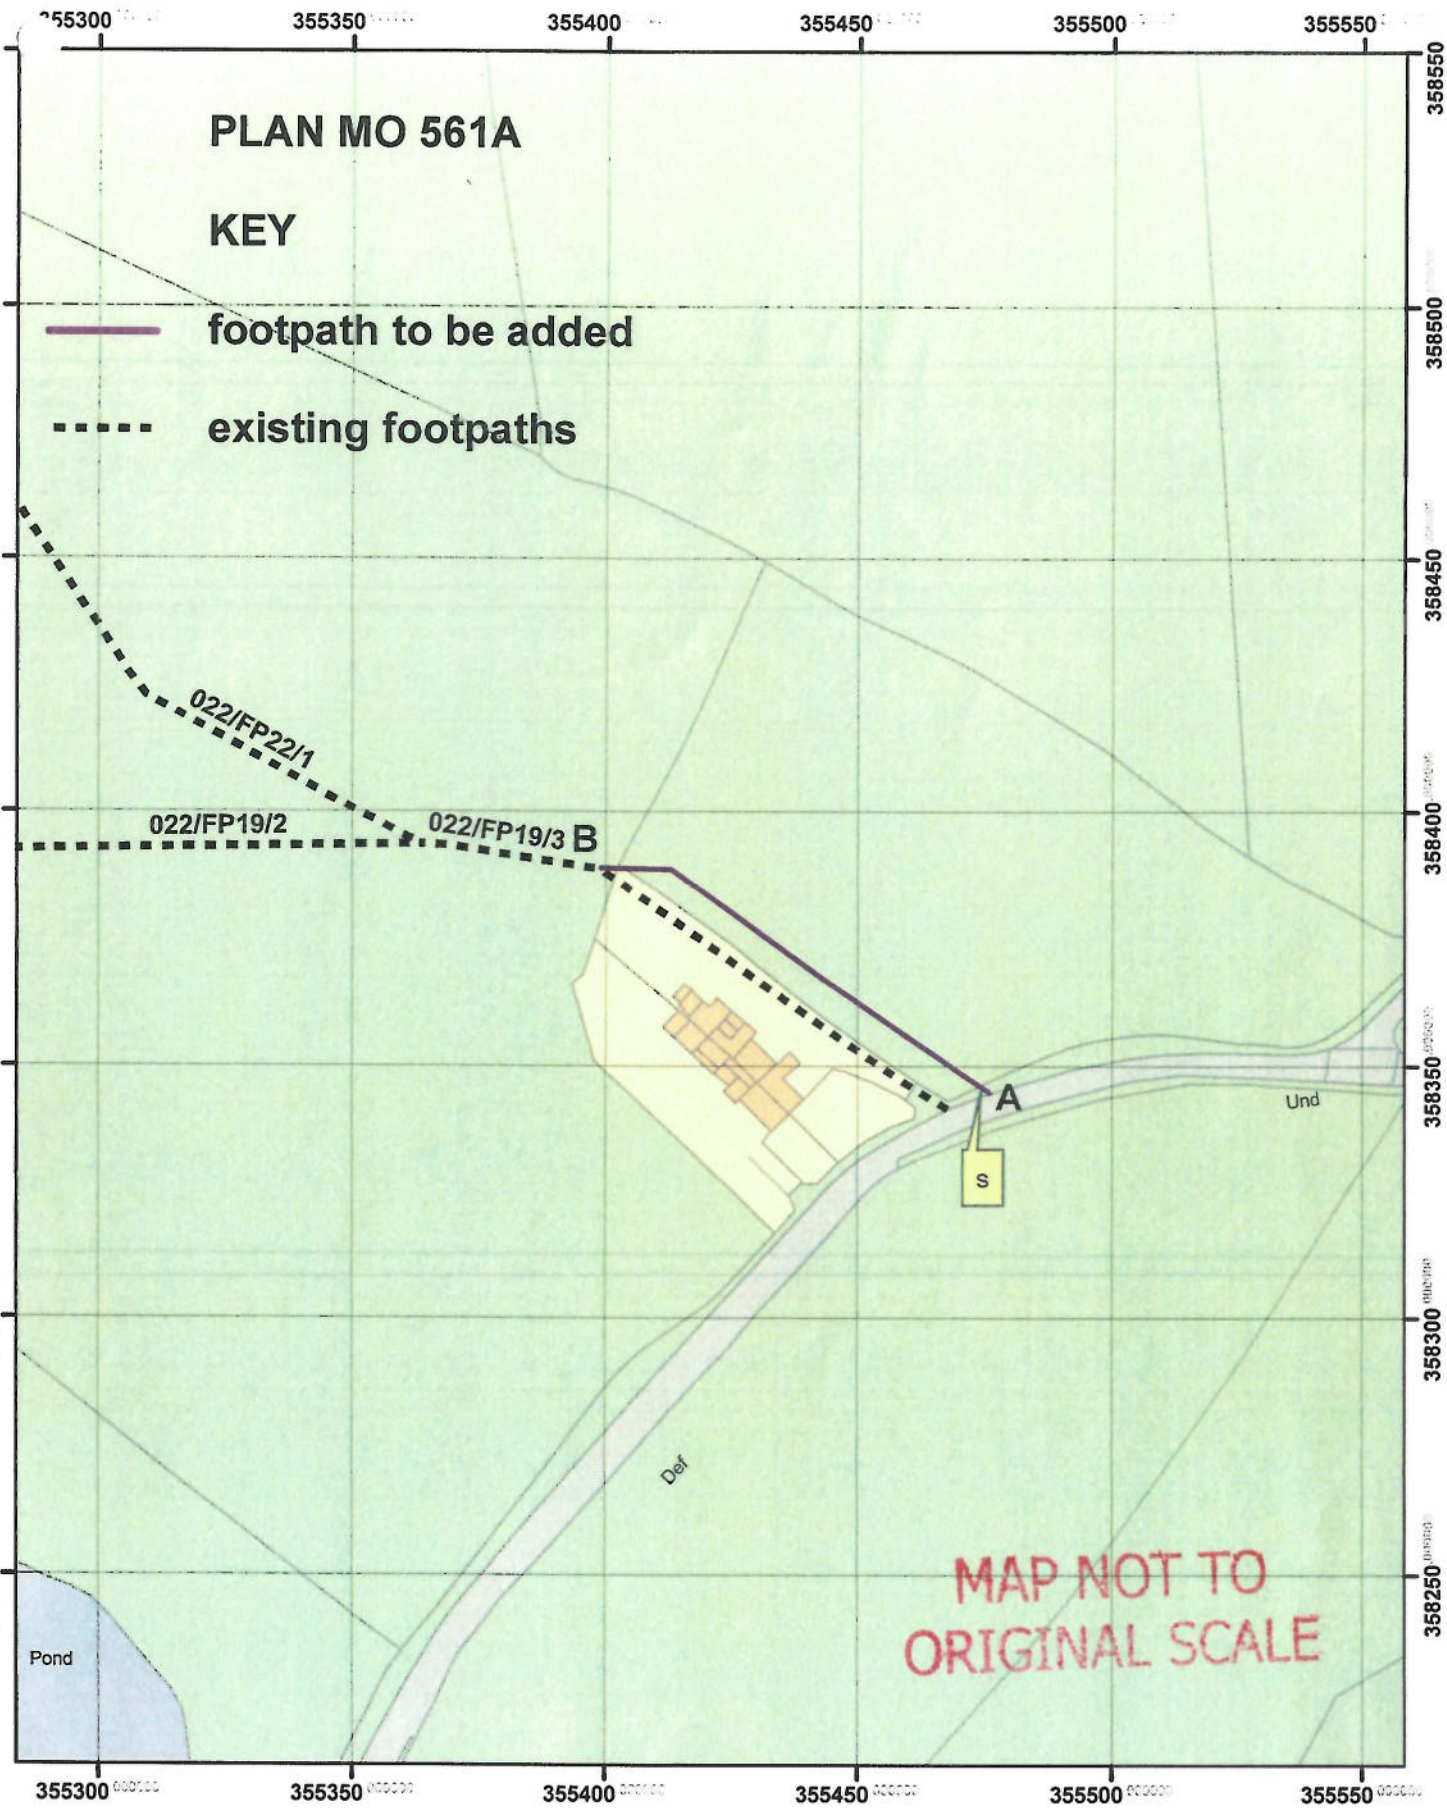 355300 355350 355400 355450 355500 355550
358550
PLAN MO 561A
KEY
358500
footpath to be added
existing footpaths
358450
022/FP22/1
358400
022/FP19/2
022/FP19/3 B
358350
A
Und
S
358300
Def
358250
MAP NOT TO
ORIGINAL SCALE
Pond
355300 355350 355400 355450 355500 355550